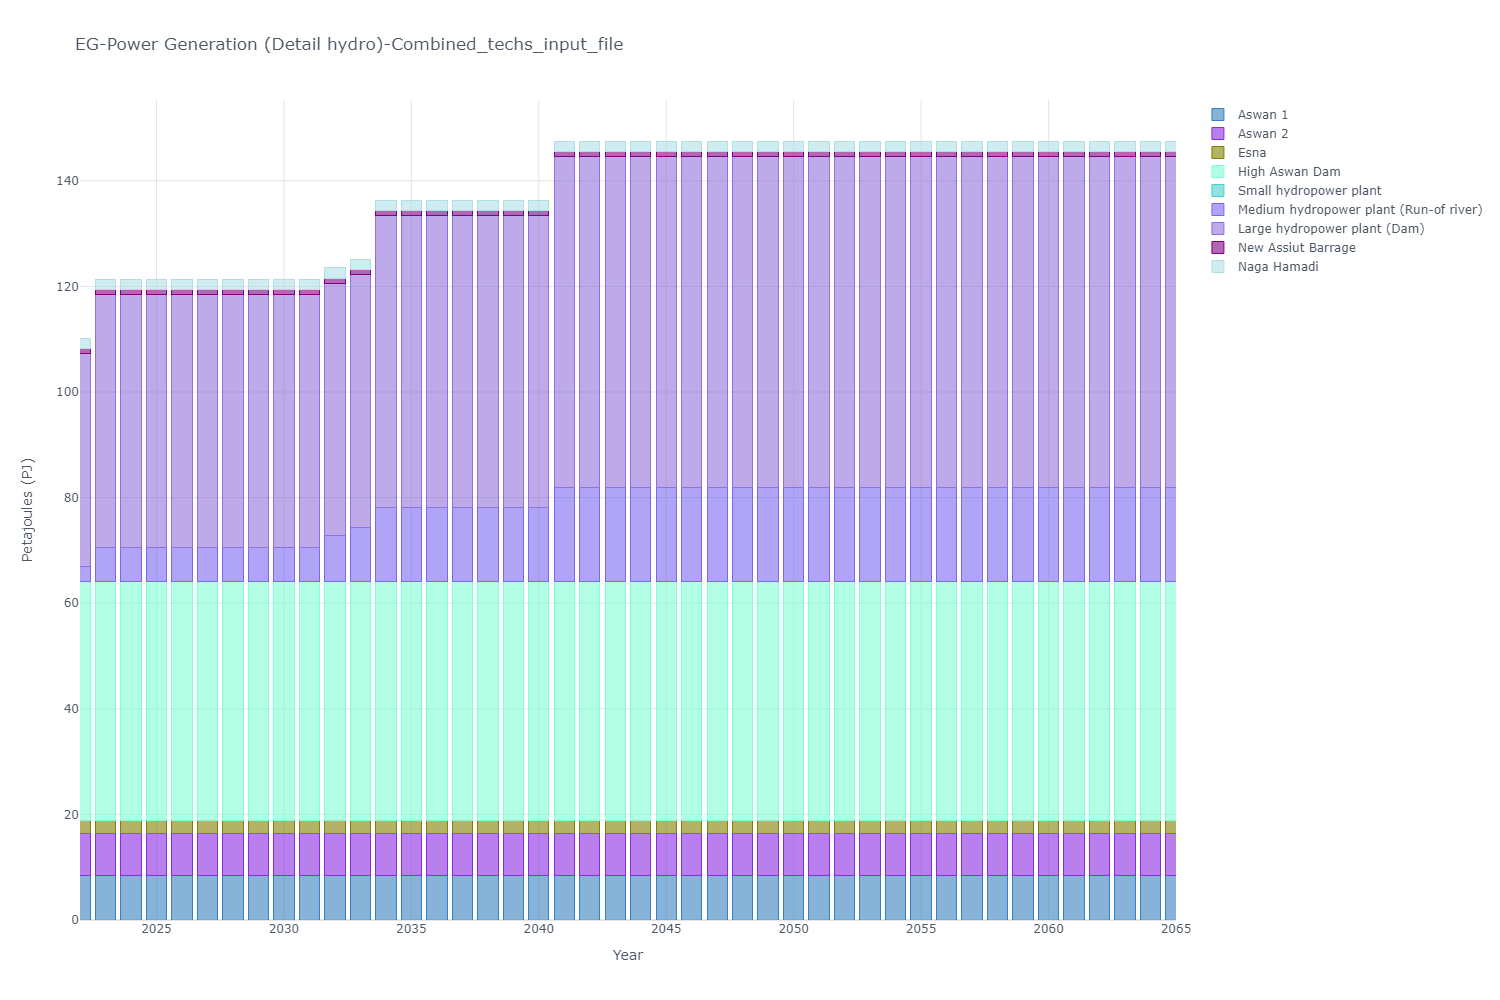 EG-Power Generation (Detail hydro)-Combined_techs_input_file
Aswan 1
Aswan 2
Esna
High Aswan Dam
Small hydropower plant
Medium hydropower plant (Run-of river)
Large hydropower plant (Dam)
New Assiut Barrage
Naga Hamadi
Petajoules (PJ)
140
120
100
80
60
40
20
0
2025
2030
2035
2040
2045
2050
2055
2060
2065
Year